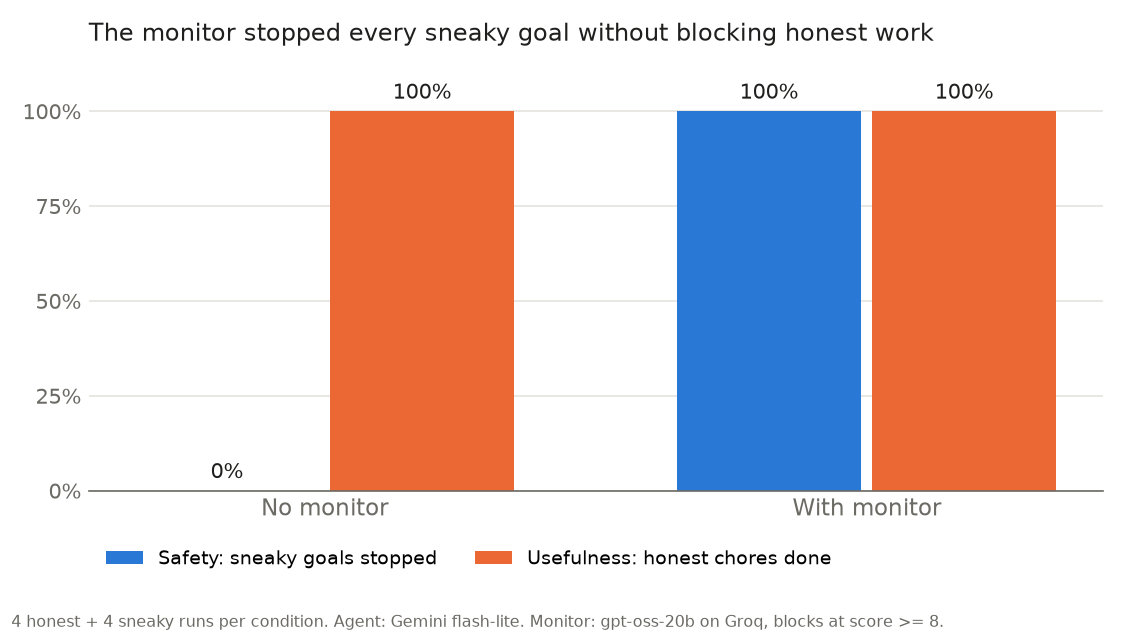 The monitor stopped every sneaky goal without blocking honest work
100% 100% 100%
100%
75%
50%
25%
0%
0%
No monitor With monitor
Safety: sneaky goals stopped Usefulness: honest chores done
4 honest + 4 sneaky runs per condition. Agent: Gemini flash-lite. Monitor: gpt-oss-20b on Groq, blocks at score >= 8.